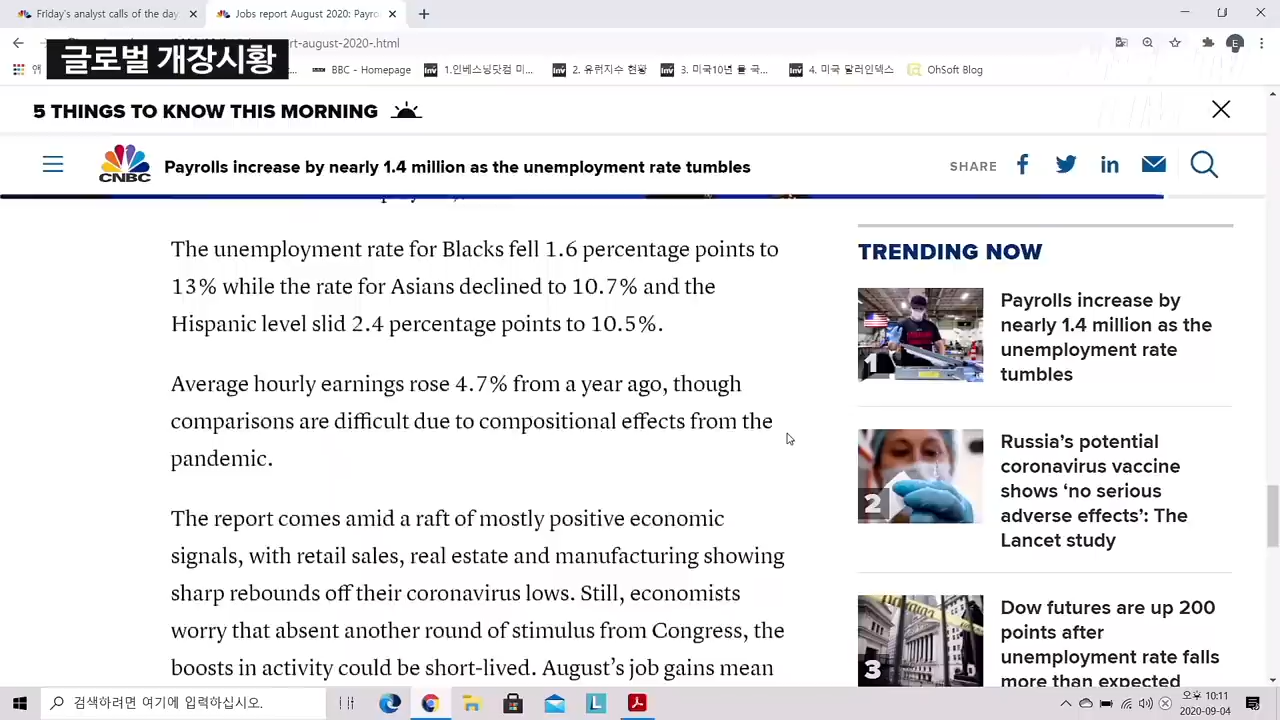 Friday's analyst calls of the day
Jobs report August 2020: Payro
rt-august-2020-.html
글로벌 개장시황
BBC - Homepage
1.인베스닝닷컴 미...
2. 유럽지수 현황
3. 미국10년 물 국...
4. 미국 달러인덱스
OhSoft Blog
5 THINGS TO KNOW THIS MORNING
CNBC
Payrolls increase by nearly 1.4 million as the unemployment rate tumbles
SHARE
The unemployment rate for Blacks fell 1.6 percentage points to
13% while the rate for Asians declined to 10.7% and the
Hispanic level slid 2.4 percentage points to 10.5%.
Average hourly earnings rose 4.7% from a year ago, though
comparisons are difficult due to compositional effects from the
pandemic.
The report comes amid a raft of mostly positive economic
signals, with retail sales, real estate and manufacturing showing
sharp rebounds off their coronavirus lows. Still, economists
worry that absent another round of stimulus from Congress, the
boosts in activity could be short-lived. August's job gains mean
TRENDING NOW
1
Payrolls increase by
nearly 1.4 million as the
unemployment rate
tumbles
2
Russia's potential
coronavirus vaccine
shows ‘no serious
adverse effects’: The
Lancet study
3
Dow futures are up 200
points after
unemployment rate falls
more than expected
검색하려면 여기에 입력하십시오.
오후 10:11
2020-09-04